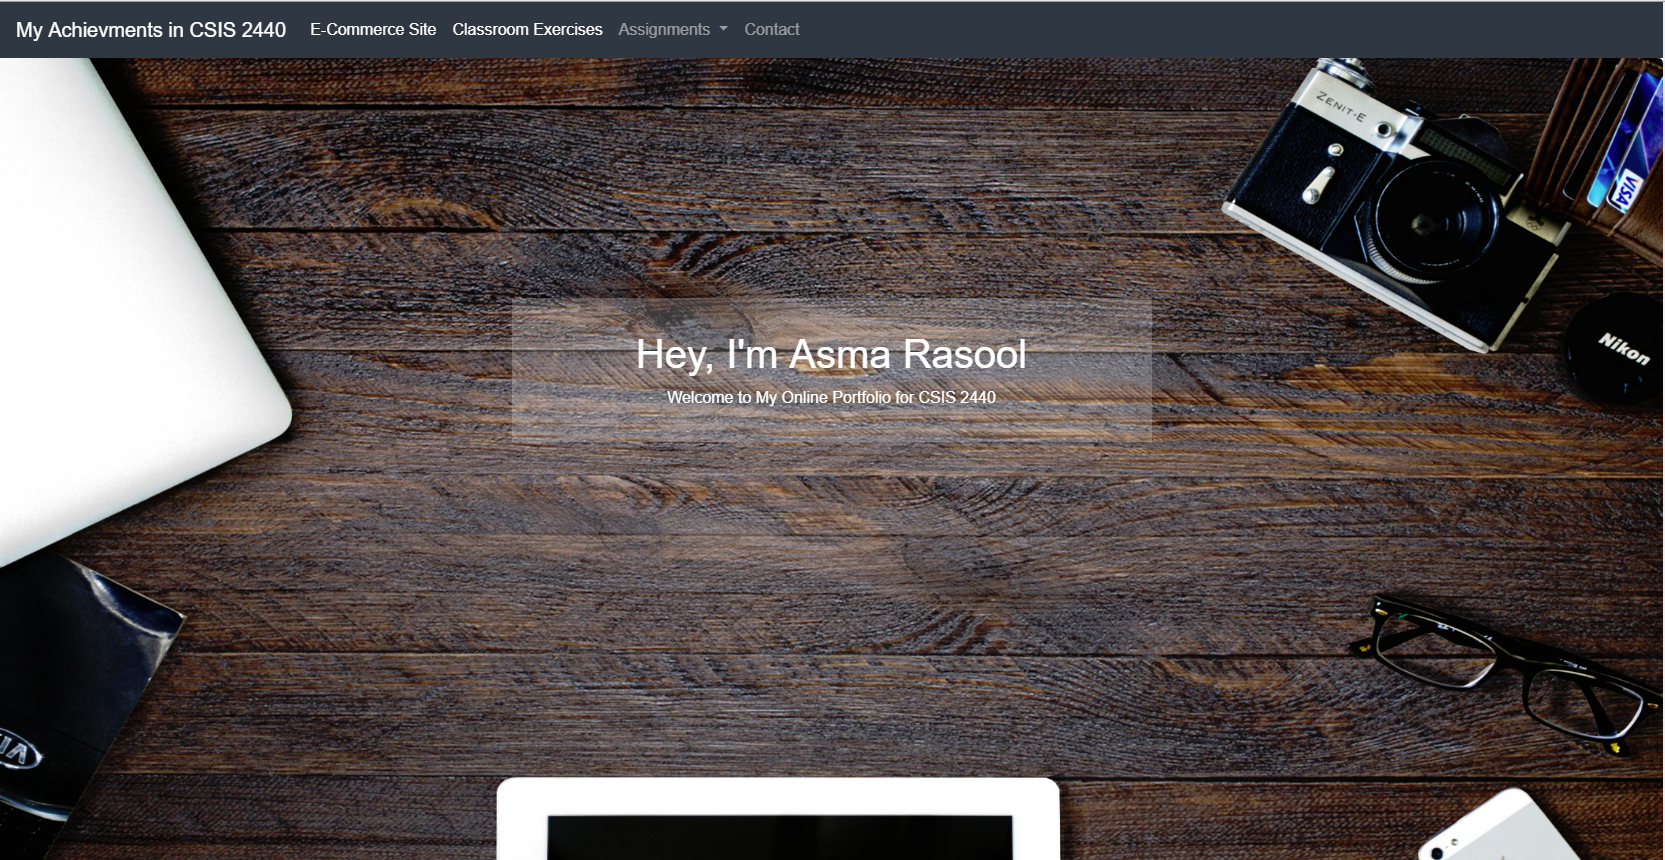 My Achievments in CSIS 2440 E-Commerce Site Classroom Exercises Assignments Contact
ZENIT-E
VISA
Nikon
Hey, I'm Asma Rasool
Welcome to My Online Portfolio for CSIS 2440